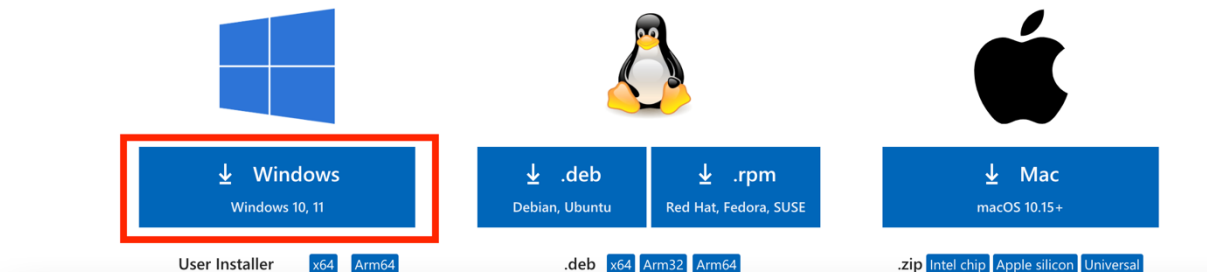 Windows
Windows 10, 11
User Installer x64 Arm64
.deb
Debian, Ubuntu
.rpm
Red Hat, Fedora, SUSE
.deb x64 Arm32 Arm64
Mac
macOS 10.15+
.zip Intel chip Apple silicon Universal